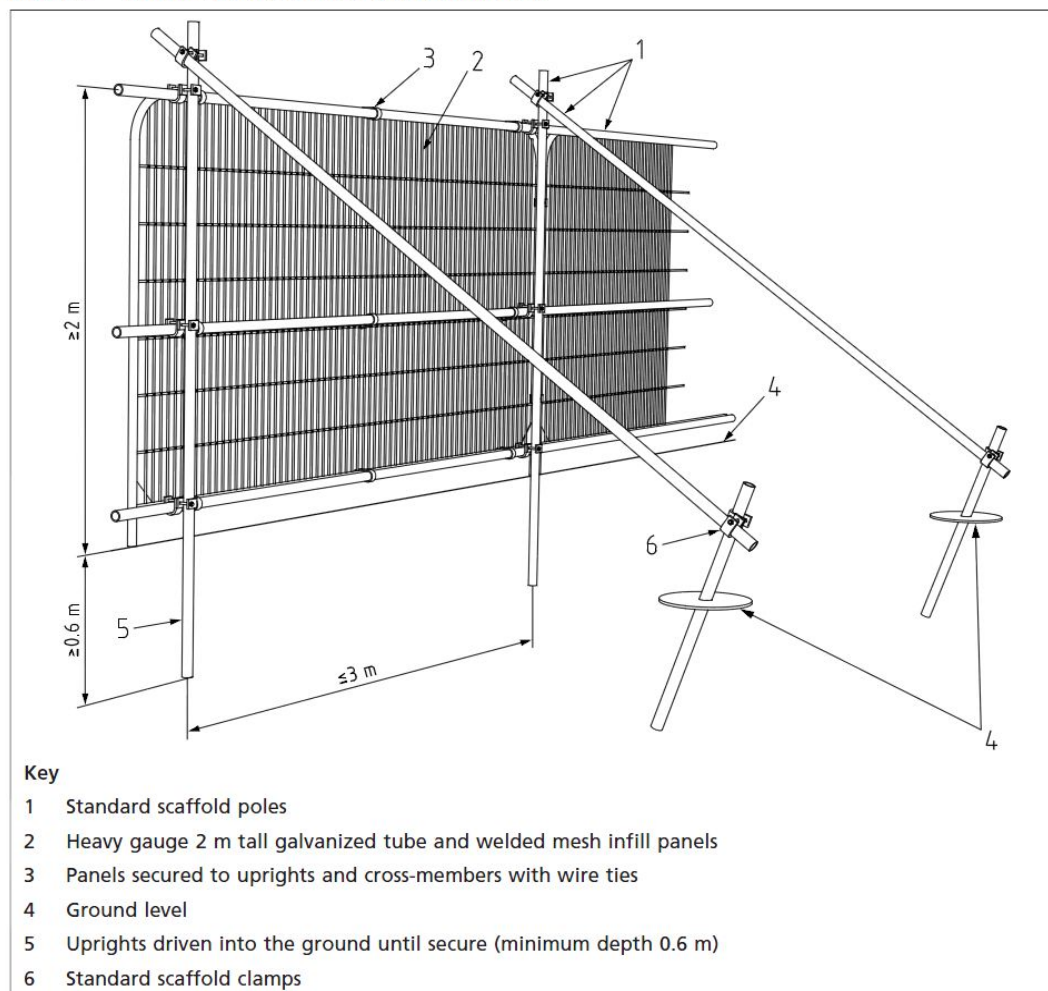 3
2
1
≥2 m
4
6
≥0.6 m
5
≤3 m
4
Key
1 Standard scaffold poles
2 Heavy gauge 2 m tall galvanized tube and welded mesh infill panels
3 Panels secured to uprights and cross-members with wire ties
4 Ground level
5 Uprights driven into the ground until secure (minimum depth 0.6 m)
6 Standard scaffold clamps